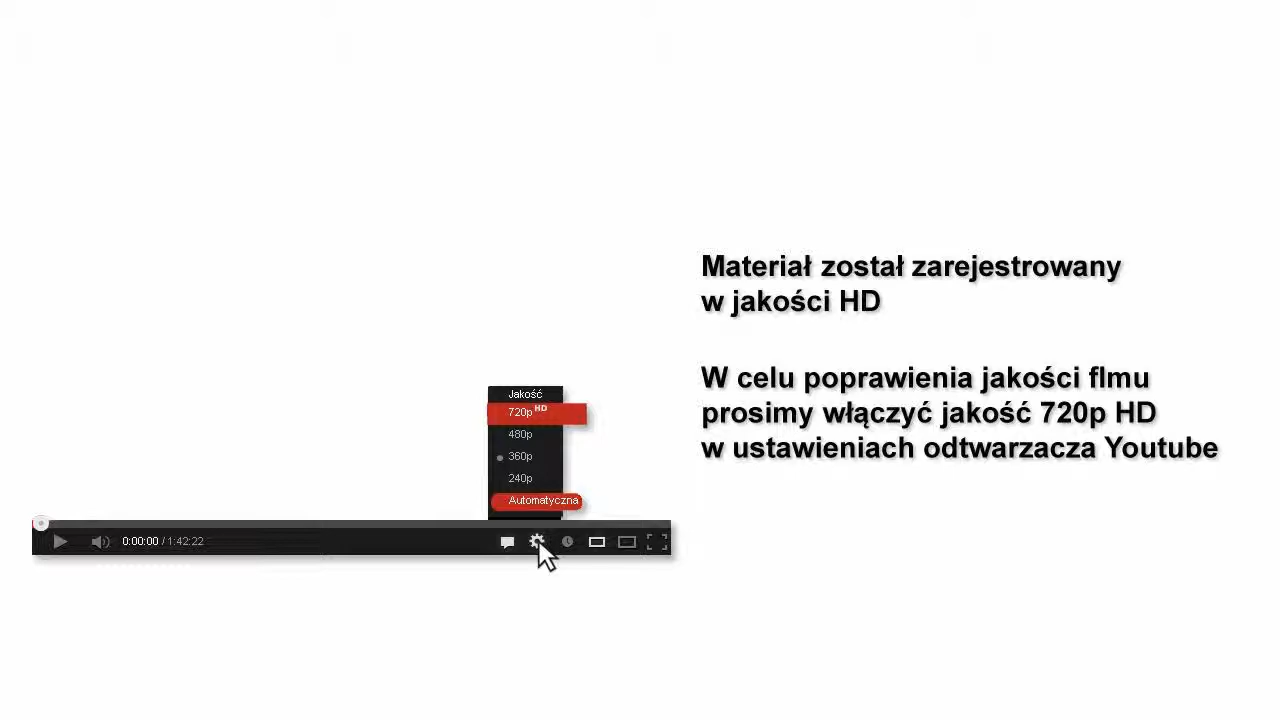 Materiał został zarejestrowany
w jakości HD
W celu poprawienia jakości flmu
prosimy włączyć jakość 720p HD
w ustawieniach odtwarzacza Youtube
Jakość
720p HD
480p
360p
240p
Automatyczna
0:00:00 / 1:42:22